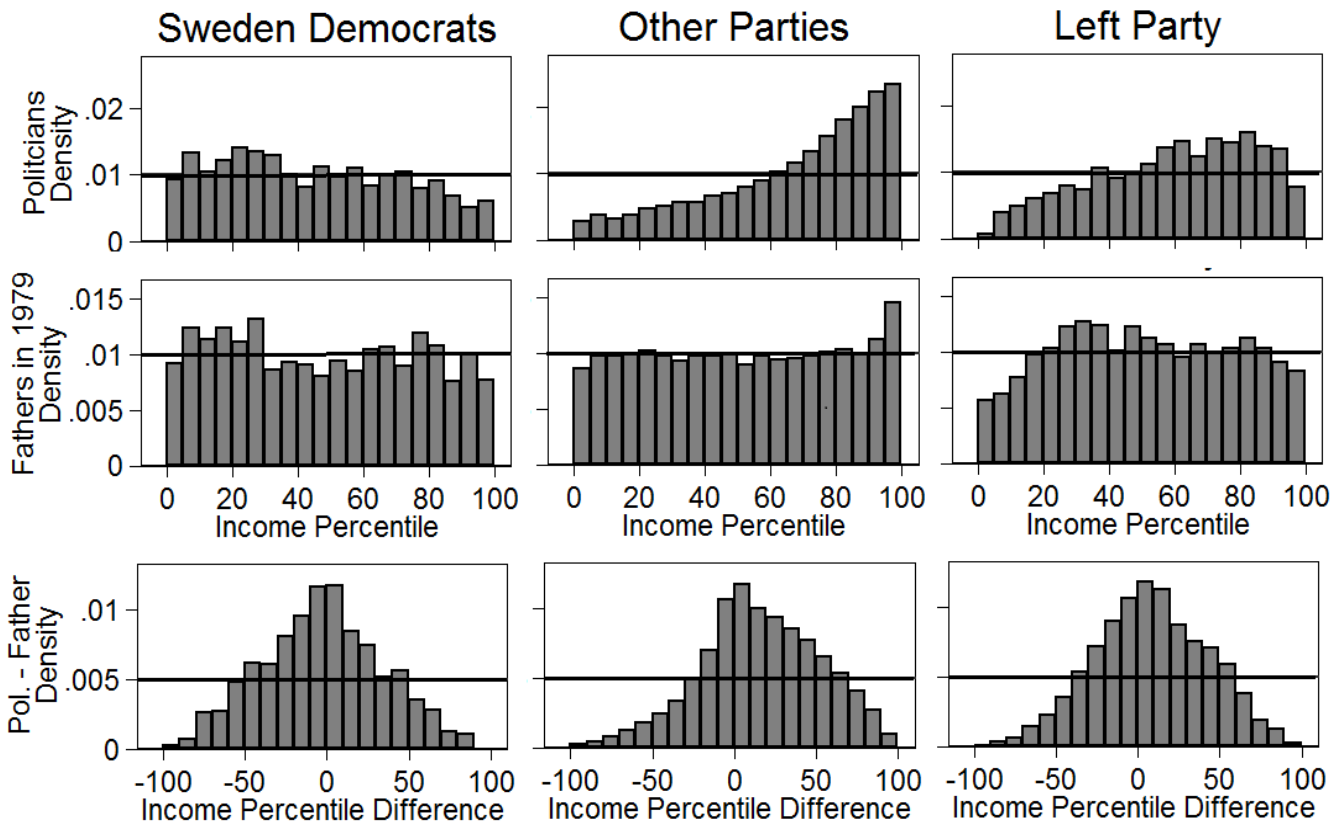 Sweden Democrats Other Parties Left Party
Politcians
Density
.02
.01
0
Fathers in 1979
Density
.015
.01
.005
0
0 20 40 60 80 100 0 20 40 60 80 100 0 20 40 60 80 100
Income Percentile Income Percentile Income Percentile
Pol. - Father
Density
.01
.005
0
-100 -50 0 50 100 -100 -50 0 50 100 -100 -50 0 50 100
Income Percentile Difference Income Percentile Difference Income Percentile Difference